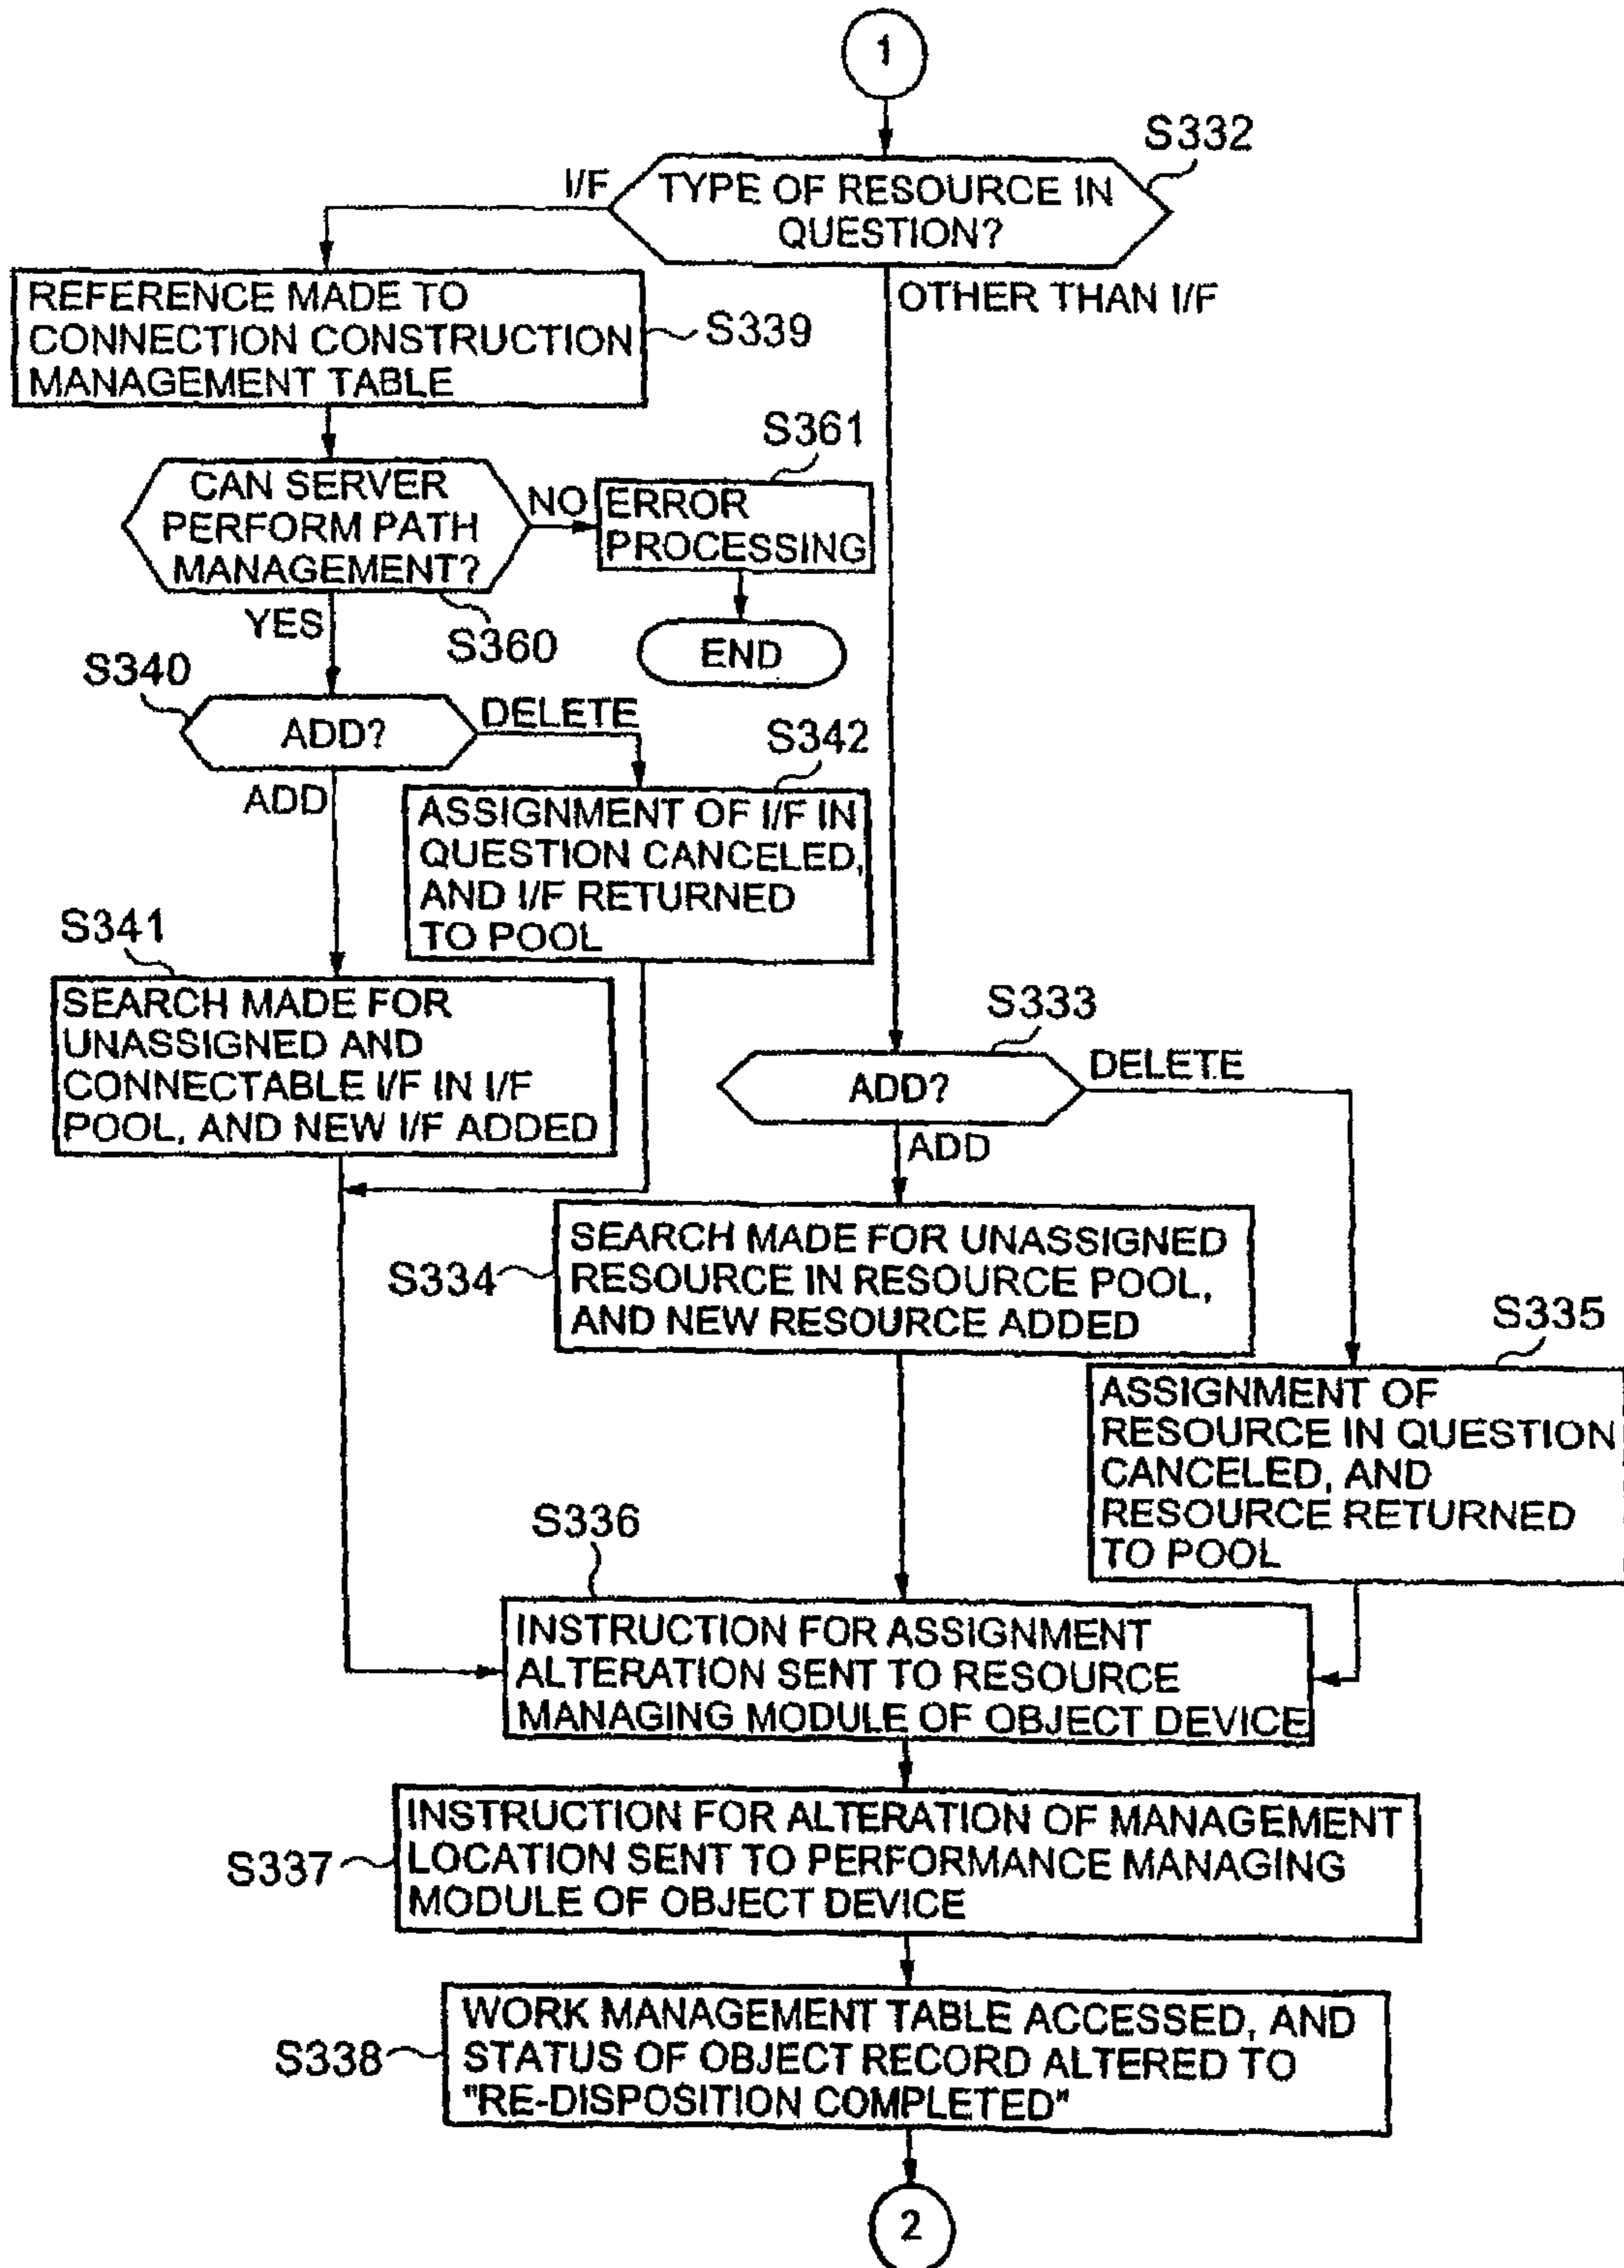 1
S332
I/F
TYPE OF RESOURCE IN
QUESTION?
OTHER THAN I/F
REFERENCE MADE TO
CONNECTION CONSTRUCTION
MANAGEMENT TABLE
S339
CAN SERVER
PERFORM PATH
MANAGEMENT?
NO
S361
ERROR
PROCESSING
YES
S360
END
S340
ADD?
DELETE
ADD
S342
ASSIGNMENT OF I/F IN
QUESTION CANCELED,
AND I/F RETURNED
TO POOL
S341
SEARCH MADE FOR
UNASSIGNED AND
CONNECTABLE I/F IN I/F
POOL, AND NEW I/F ADDED
S333
ADD?
DELETE
ADD
S334
SEARCH MADE FOR UNASSIGNED
RESOURCE IN RESOURCE POOL,
AND NEW RESOURCE ADDED
S335
ASSIGNMENT OF
RESOURCE IN QUESTION
CANCELED, AND
RESOURCE RETURNED
TO POOL
S336
INSTRUCTION FOR ASSIGNMENT
ALTERATION SENT TO RESOURCE
MANAGING MODULE OF OBJECT DEVICE
S337
INSTRUCTION FOR ALTERATION OF MANAGEMENT
LOCATION SENT TO PERFORMANCE MANAGING
MODULE OF OBJECT DEVICE
S338
WORK MANAGEMENT TABLE ACCESSED, AND
STATUS OF OBJECT RECORD ALTERED TO
"RE-DISPOSITION COMPLETED"
2